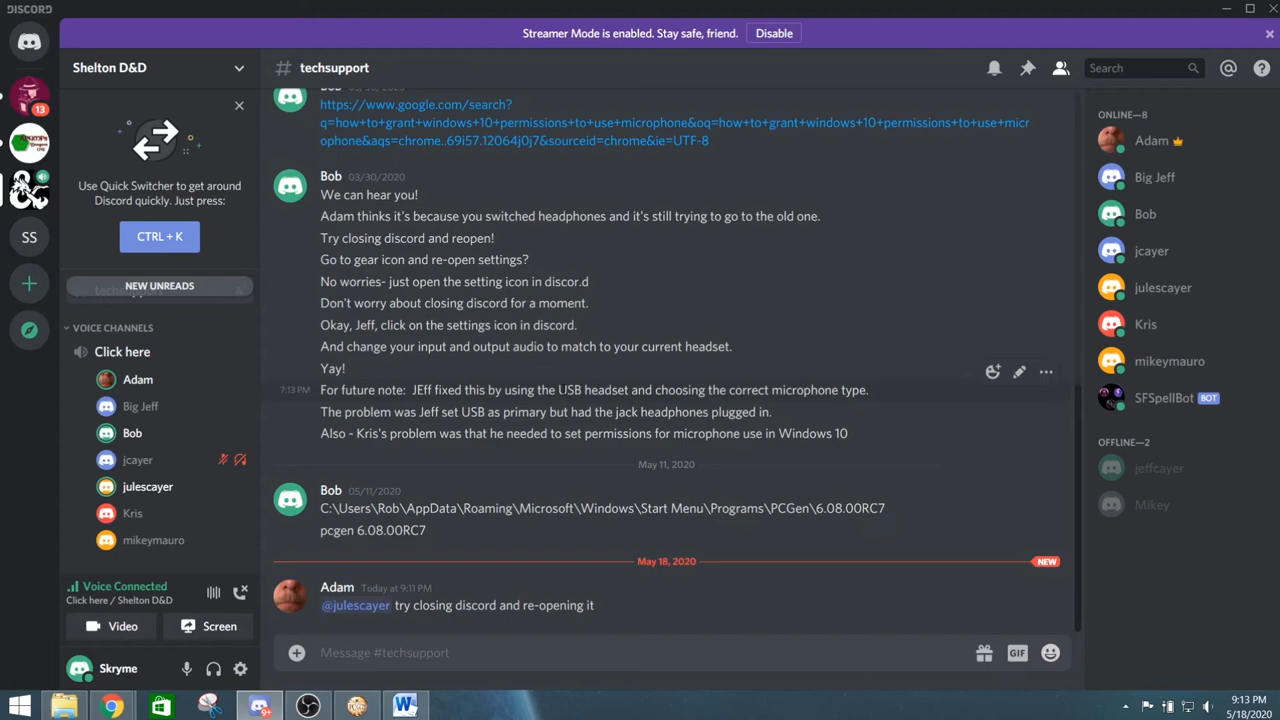 DISCORD
Streamer Mode is enabled. Stay safe, friend.
Disable
Shelton D&D
# techsupport
Search
13
Use Quick Switcher to get around
Discord quickly. Just press:
CTRL + K
NEW UNREADS
techsupport
VOICE CHANNELS
Click here
Adam
Big Jeff
Bob
jcayer
julescayer
Kris
mikeymauro
Voice Connected
Click here / Shelton D&D
Video
Screen
Skryme
SS
Bob 03/30/2020
https://www.google.com/search?
q=how+to+grant+windows+10+permissions+to+use+microphone&oq=how+to+grant+windows+10+permissions+to+use+micr
ophone&aqs=chrome..69i57.12064j0j7&sourceid=chrome&ie=UTF-8
Bob 03/30/2020
We can hear you!
Adam thinks it's because you switched headphones and it's still trying to go to the old one.
Try closing discord and reopen!
Go to gear icon and re-open settings?
No worries- just open the setting icon in discor.d
Don't worry about closing discord for a moment.
Okay, Jeff, click on the settings icon in discord.
And change your input and output audio to match to your current headset.
Yay!
7:13 PM For future note: JEff fixed this by using the USB headset and choosing the correct microphone type.
The problem was Jeff set USB as primary but had the jack headphones plugged in.
Also - Kris's problem was that he needed to set permissions for microphone use in Windows 10
May 11, 2020
Bob 05/11/2020
C:\Users\Rob\AppData\Roaming\Microsoft\Windows\Start Menu\Programs\PCGen\6.08.00RC7
pcgen 6.08.00RC7
May 18, 2020 NEW
Adam Today at 9:11 PM
@julescayer try closing discord and re-opening it
Message #techsupport
GIF
ONLINE—8
Adam
Big Jeff
Bob
jcayer
julescayer
Kris
mikeymauro
SFSpellBot BOT
OFFLINE—2
jeffcayer
Mikey
9+
9:13 PM
5/18/2020